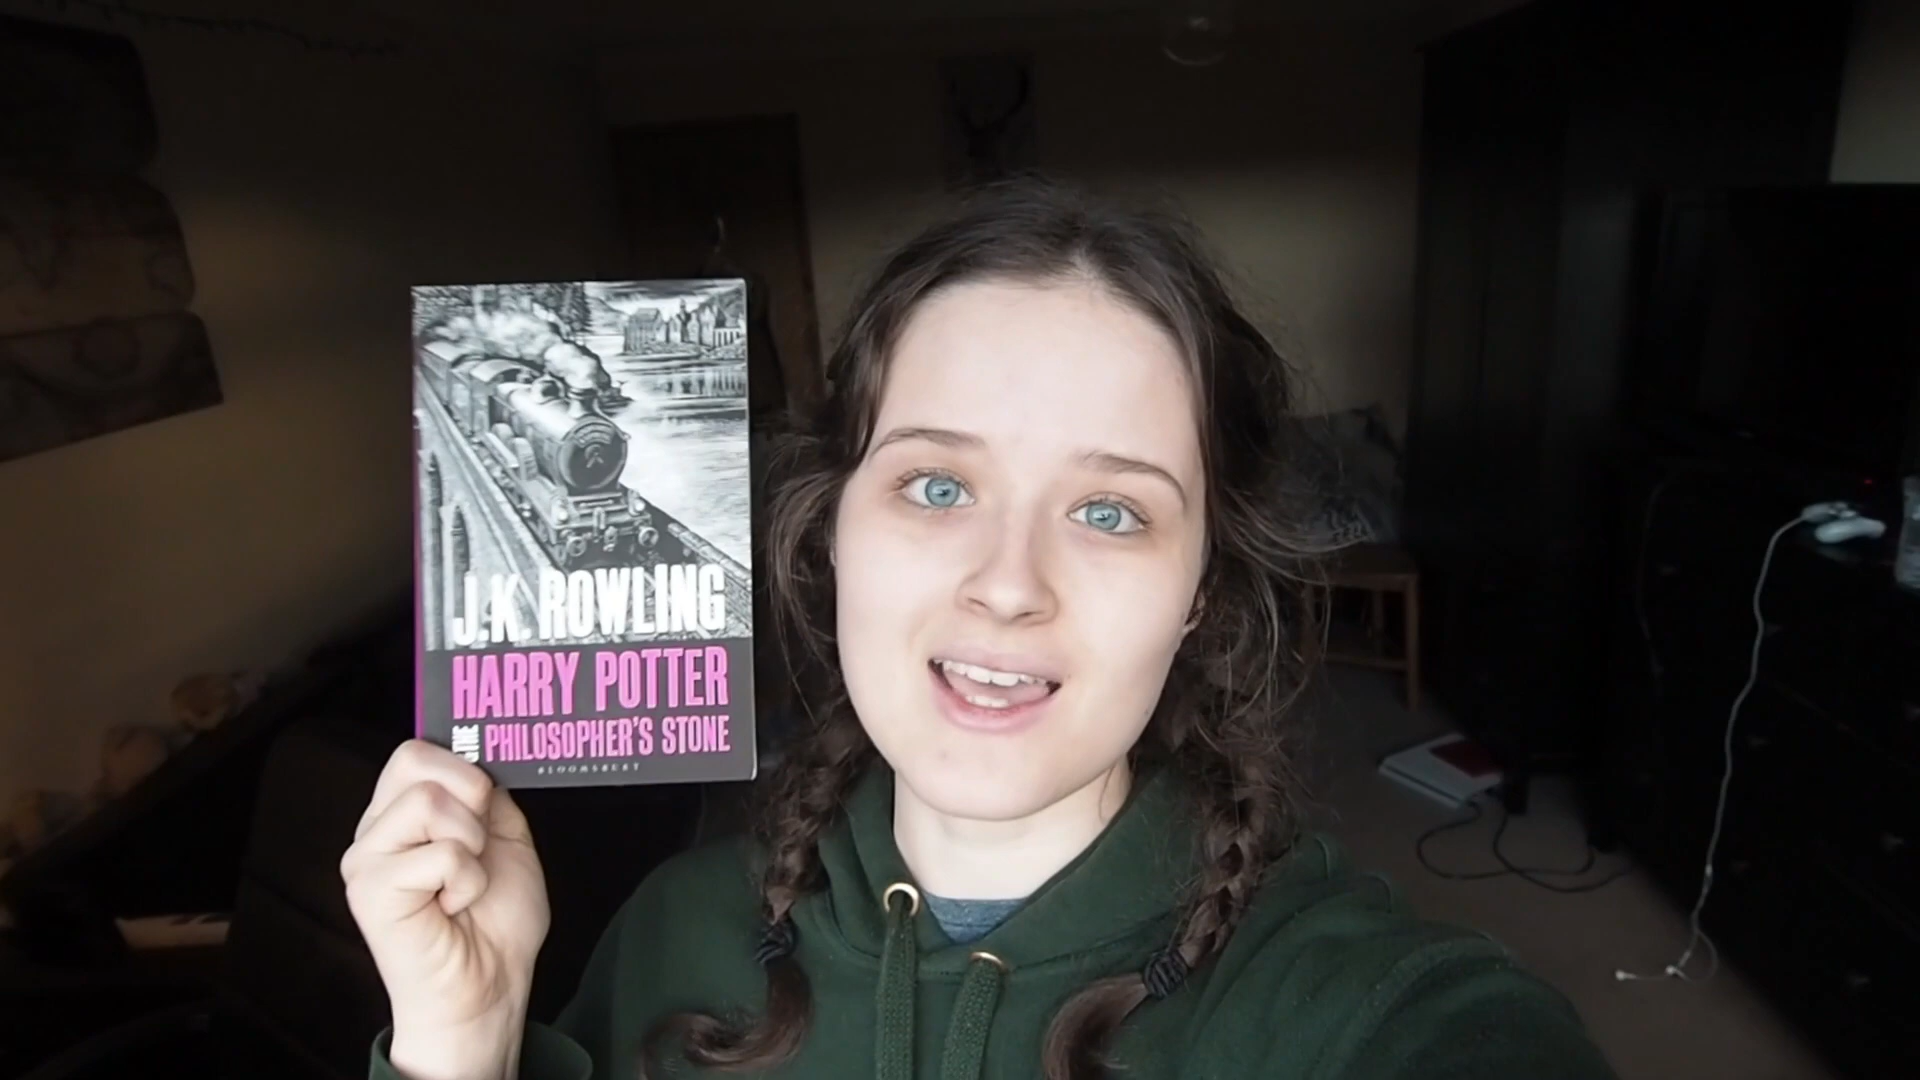 J.K. ROWLING
HARRY POTTER
&THE PHILOSOPHER'S STONE
BLOOMSBURY